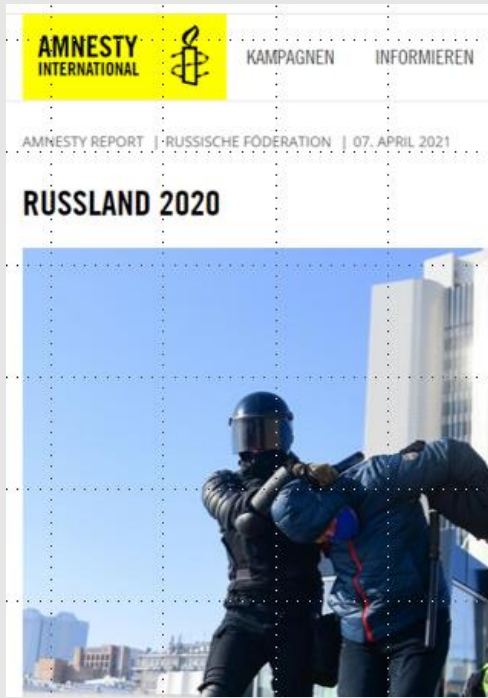 AMNESTY
INTERNATIONAL
KAMPAGNEN INFORMIEREN
AMNESTY REPORT | RUSSISCHE FÖDERATION | 07. APRIL 2021
RUSSLAND 2020